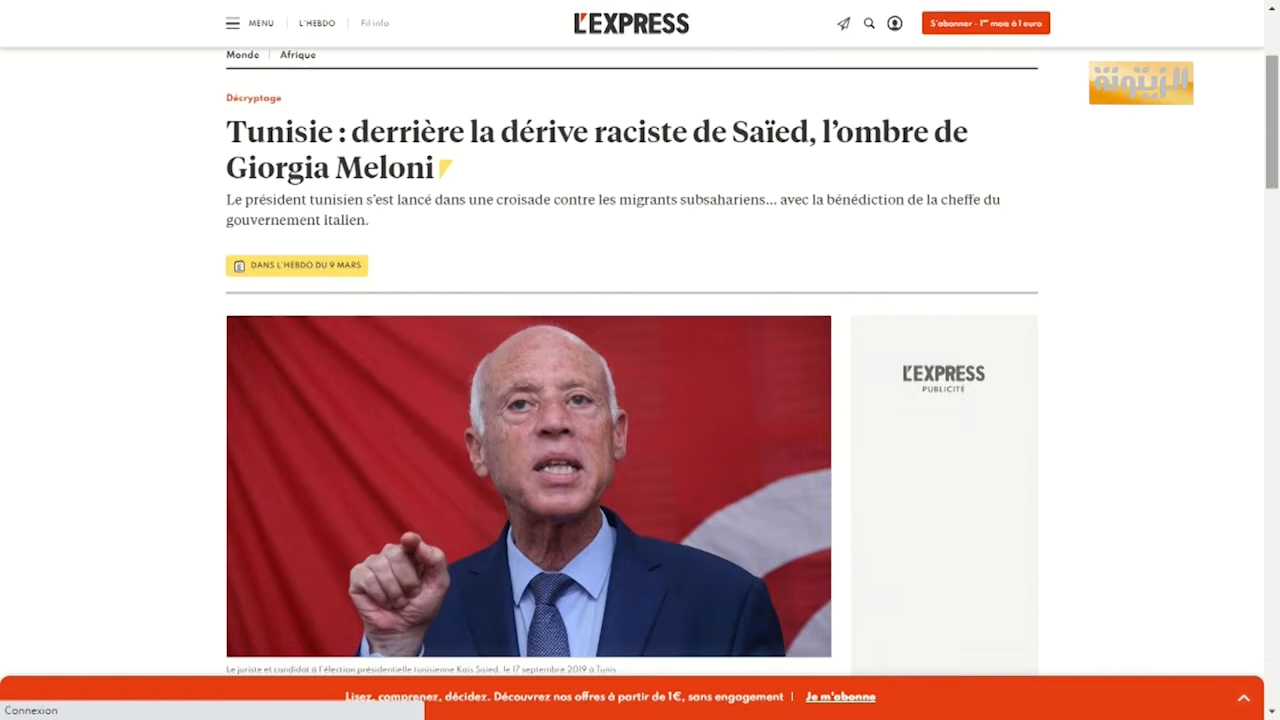 MENU
L'HEBDO
Fil info
L'EXPRESS
S'abonner - 1er mois à 1 euro
Monde
Afrique
الزيتونة
Décryptage
Tunisie : derrière la dérive raciste de Saïed, l'ombre de
Giorgia Meloni
Le président tunisien s'est lancé dans une croisade contre les migrants subsahariens... avec la bénédiction de la cheffe du
gouvernement italien.
DANS L'HEBDO DU 9 MARS
L'EXPRESS
PUBLICITÉ
Le juriste et candidat à l'élection présidentielle tunisienne Kais Saied, le 17 septembre 2019 à Tunis
Lisez, comprenez, décidez. Découvrez nos offres à partir de 1€, sans engagement | Je m'abonne
Connexion